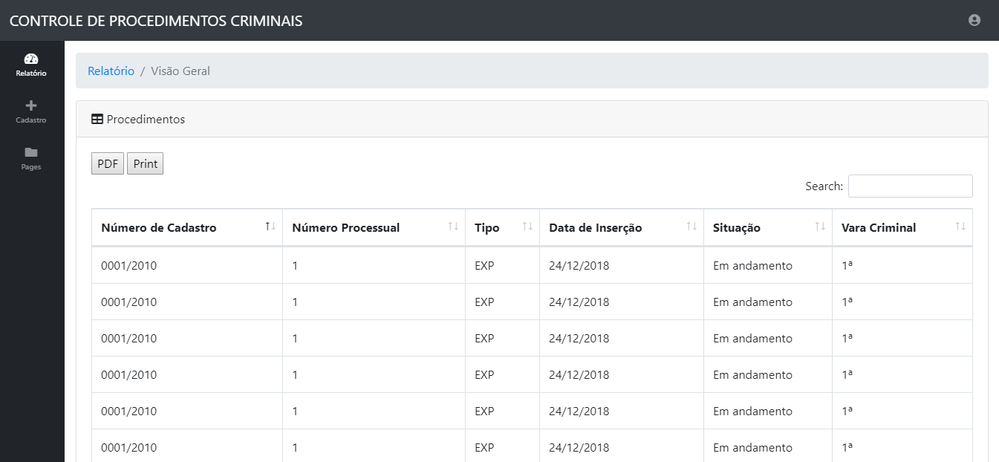 CONTROLE DE PROCEDIMENTOS CRIMINAIS
Relatório
Cadastro
Pages
Relatório / Visão Geral
Procedimentos
PDF Print
Search:
Número de Cadastro Número Processual Tipo Data de Inserção Situação Vara Criminal
0001/2010 1 EXP 24/12/2018 Em andamento 1ª
0001/2010 1 EXP 24/12/2018 Em andamento 1ª
0001/2010 1 EXP 24/12/2018 Em andamento 1ª
0001/2010 1 EXP 24/12/2018 Em andamento 1ª
0001/2010 1 EXP 24/12/2018 Em andamento 1ª
0001/2010 1 EXP 24/12/2018 Em andamento 1ª